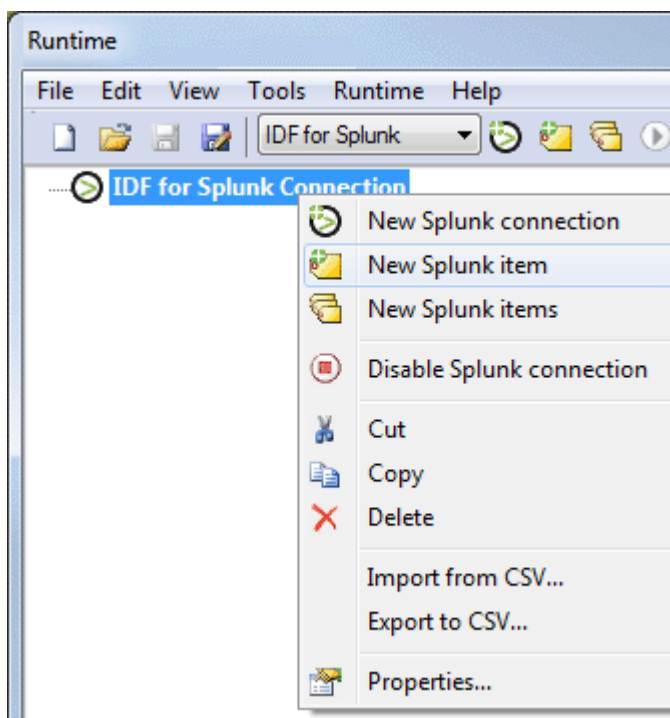 Runtime
File Edit View Tools Runtime Help
IDF for Splunk
IDF for Splunk Connection
New Splunk connection
New Splunk item
New Splunk items
Disable Splunk connection
Cut
Copy
Delete
Import from CSV...
Export to CSV...
Properties...